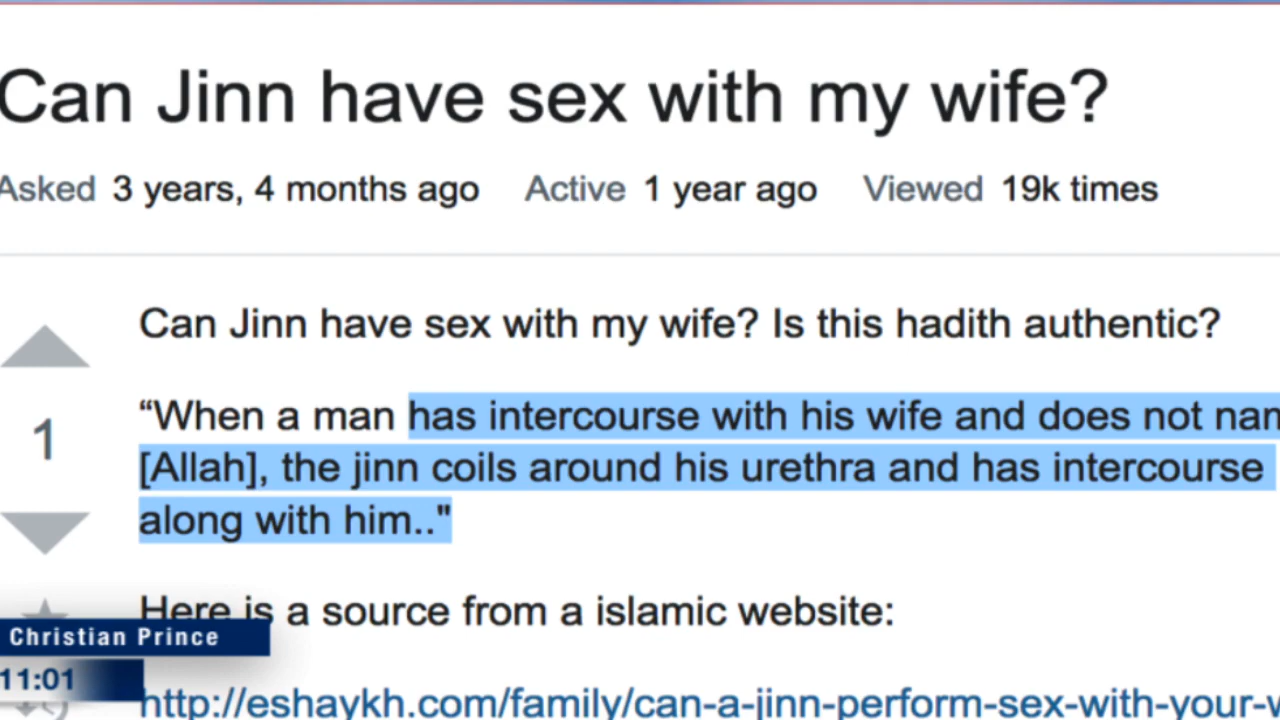 Can Jinn have sex with my wife?
Asked 3 years, 4 months ago Active 1 year ago Viewed 19k times
Can Jinn have sex with my wife? Is this hadith authentic?
1
“When a man has intercourse with his wife and does not
[Allah], the jinn coils around his urethra and has intercourse
along with him.."
Here is a source from a islamic website:
Christian Prince
11:01
http://eshaykh.com/family/can-a-jinn-perform-sex-with-your-